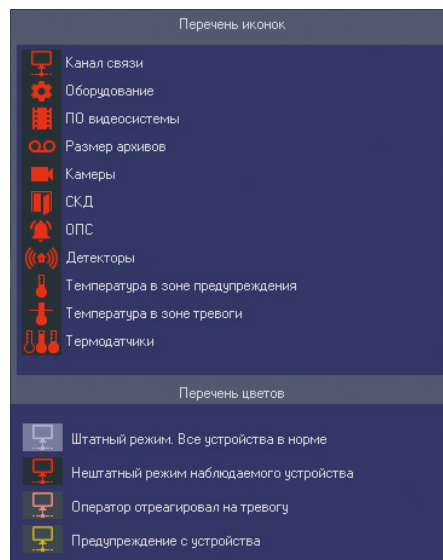 Перечень иконок
Канал связи
Оборудование
ПО видеосистемы
Размер архивов
Камеры
СКД
ОПС
Детекторы
Температура в зоне предупреждения
Температура в зоне тревоги
Термодатчики
Перечень цветов
Штатный режим. Все устройства в норме
Нештатный режим наблюдаемого устройства
Оператор отреагировал на тревогу
Предупреждение с устройства